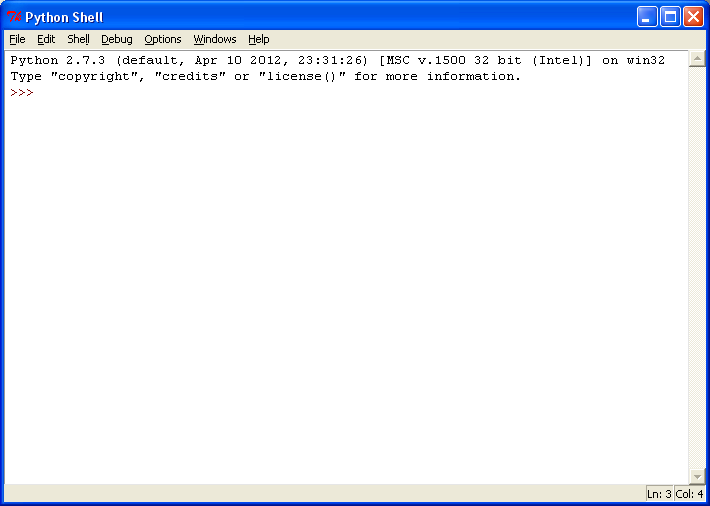 Python Shell
File Edit Shell Debug Options Windows Help
Python 2.7.3 (default, Apr 10 2012, 23:31:26) [MSC v.1500 32 bit (Intel)] on win32
Type "copyright", "credits" or "license()" for more information.
>>>
Ln: 3 Col: 4